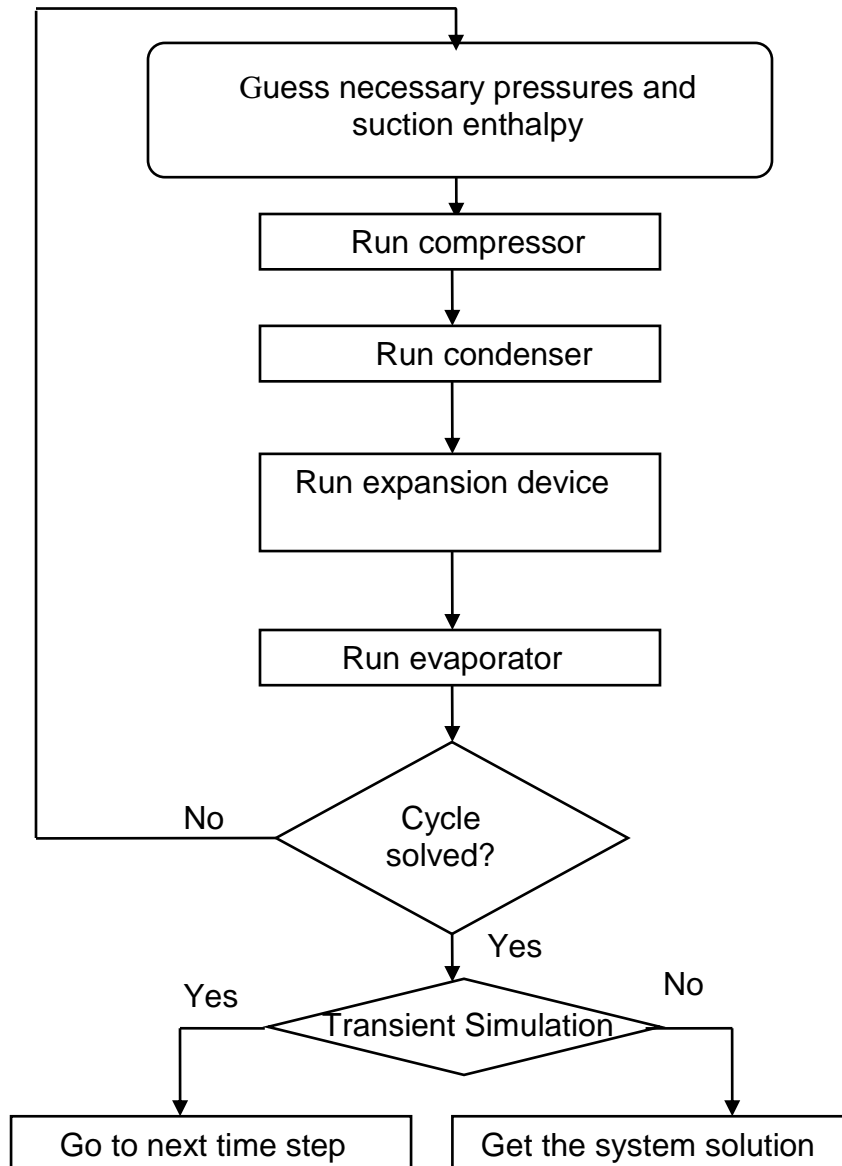 Guess necessary pressures and
suction enthalpy
Run compressor
Run condenser
Run expansion device
Run evaporator
No
Cycle
solved?
Yes
Yes
No
Transient Simulation
Go to next time step
Get the system solution